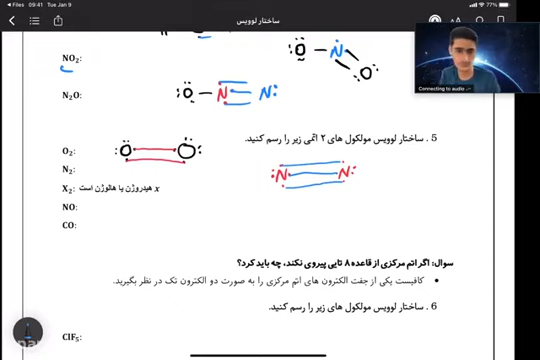 Files 09:41 Tue Jan 9
77%
ساختار لوویس
AA
Connecting to audio
NO2:
:O — N O:
N2O:
:O — N N:
5 . ساختار لوویس مولکول های ۲ اتمی زیر را رسم کنید.
O2: :O O:
N2: :N N:
X2: x هیدروژن یا هالوژن است
NO:
CO:
سوال: اگر اتم مرکزی از قاعده ۸ تایی پیروی نکند، چه باید کرد؟
• کافیست یکی از جفت الکترون های اتم مرکزی را به صورت دو الکترون تک در نظر بگیرید.
6 . ساختار لوویس مولکول های زیر را رسم کنید.
ClF5: